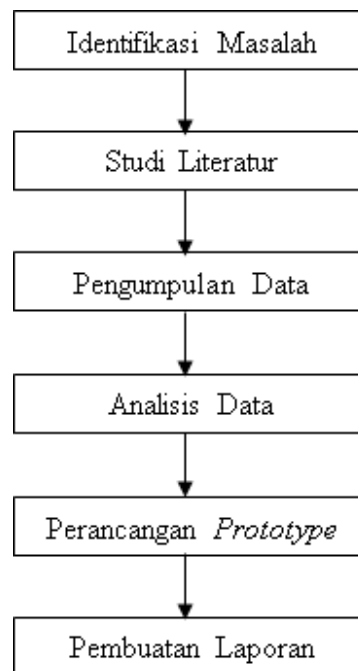 Identifikasi Masalah
Studi Literatur
Pengumpulan Data
Analisis Data
Perancangan Prototype
Pembuatan Laporan